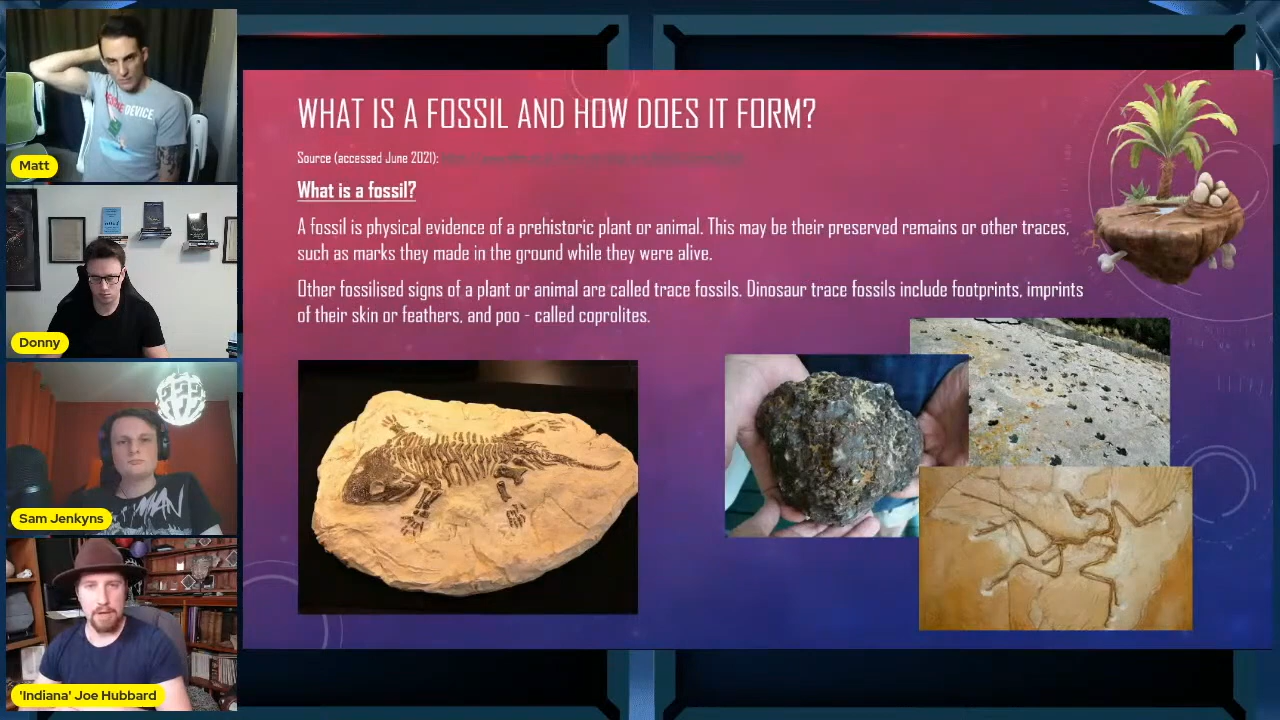 WHAT IS A FOSSIL AND HOW DOES IT FORM?
Source (accessed June 2021):
What is a fossil?
A fossil is physical evidence of a prehistoric plant or animal. This may be their preserved remains or other traces,
such as marks they made in the ground while they were alive.
Other fossilised signs of a plant or animal are called trace fossils. Dinosaur trace fossils include footprints, imprints
of their skin or feathers, and poo - called coprolites.
DEVICE
Matt
Donny
MAN
Sam Jenkyns
'Indiana' Joe Hubbard